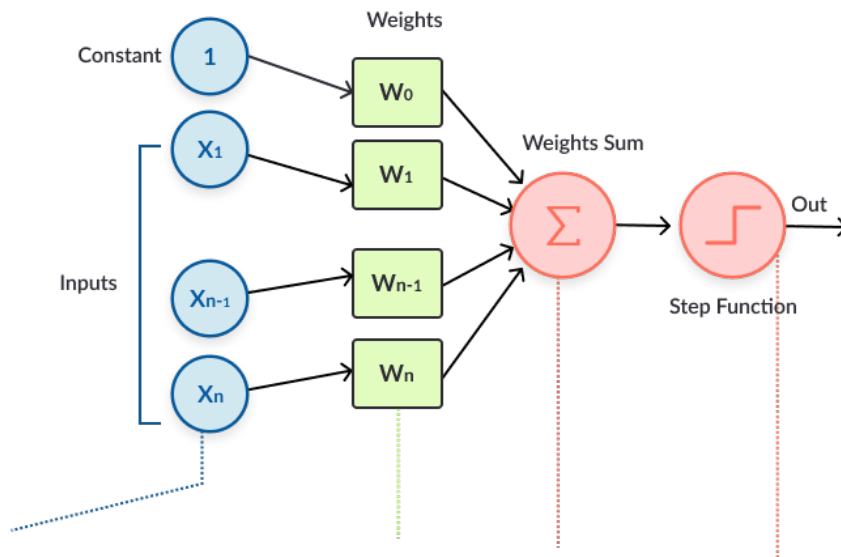 Weights
Constant
1
W0
X1
W1
Weights Sum
Σ
Out
Inputs
Xn-1
Wn-1
Step Function
Xn
Wn